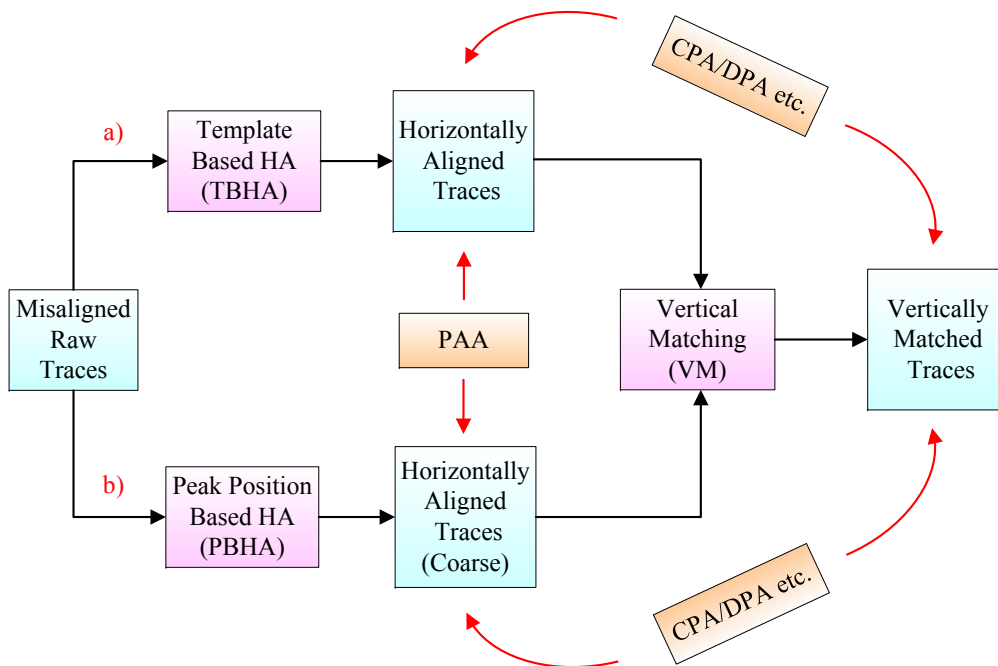 CPA/DPA etc.
a)
Template
Based HA
(TBHA)
Horizontally
Aligned
Traces
Misaligned
Raw
Traces
PAA
Vertical
Matching
(VM)
Vertically
Matched
Traces
b)
Peak Position
Based HA
(PBHA)
Horizontally
Aligned
Traces
(Coarse)
CPA/DPA etc.